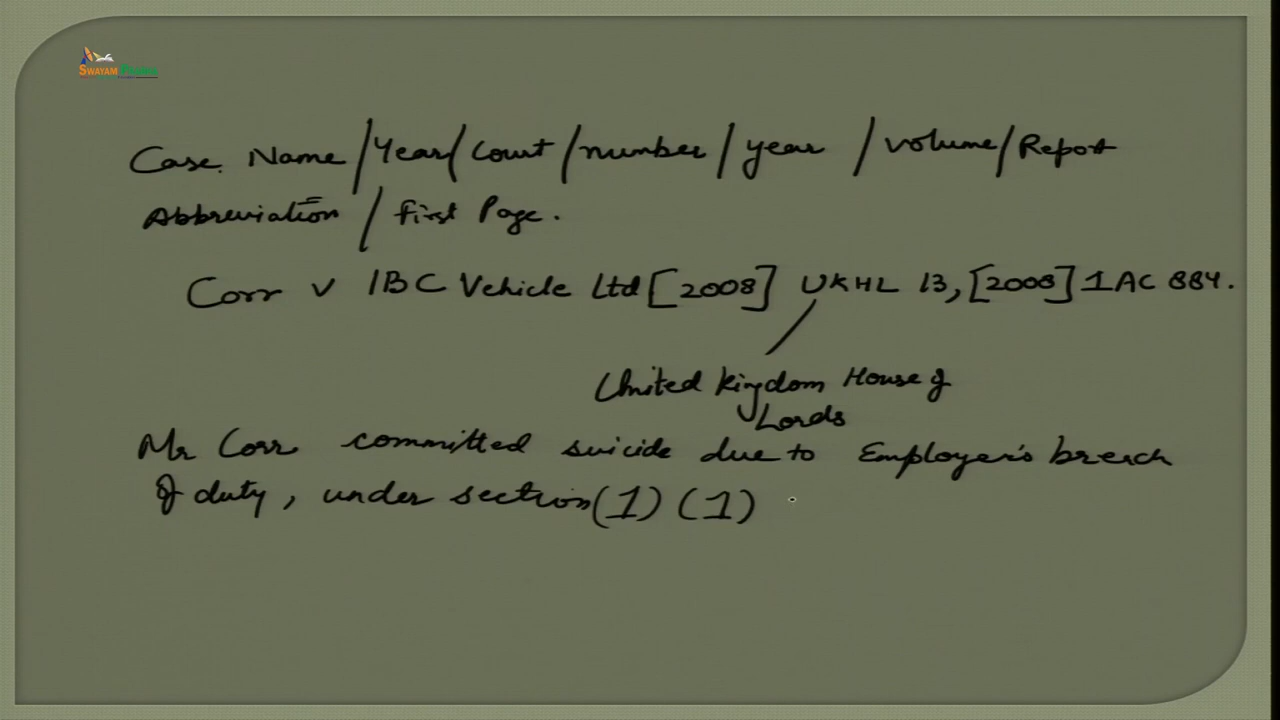 SWAYAM PRABHA
Case Name / Year / Court / number / year / volume / Report
Abbreviation / first Page.
Corr v IBC Vehicle Ltd [2008] UKHL 13, [2008] 1 AC 884.
United Kingdom House of
Lords
Mr Corr committed suicide due to Employer's breach
of duty, under section (1) (1)